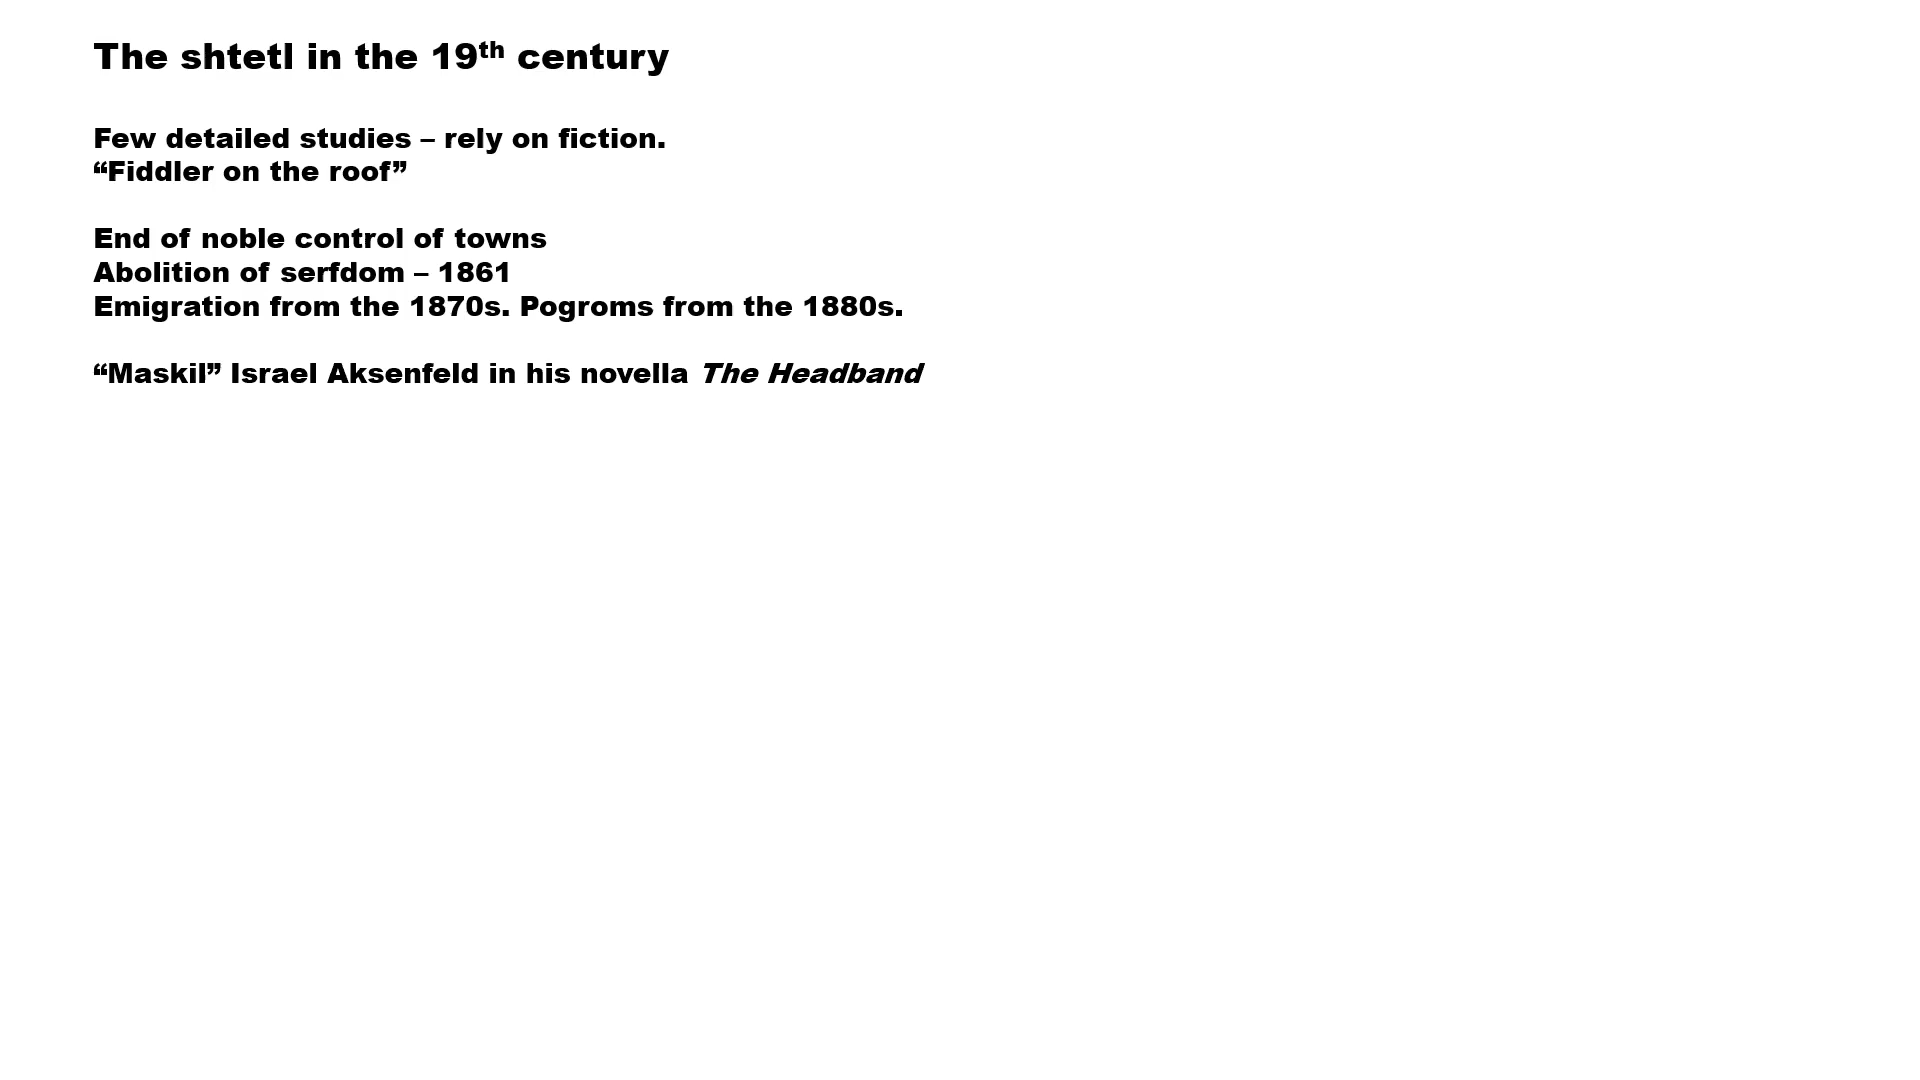 The shtetl in the 19th century
Few detailed studies – rely on fiction.
“Fiddler on the roof”
End of noble control of towns
Abolition of serfdom – 1861
Emigration from the 1870s. Pogroms from the 1880s.
“Maskil” Israel Aksenfeld in his novella The Headband